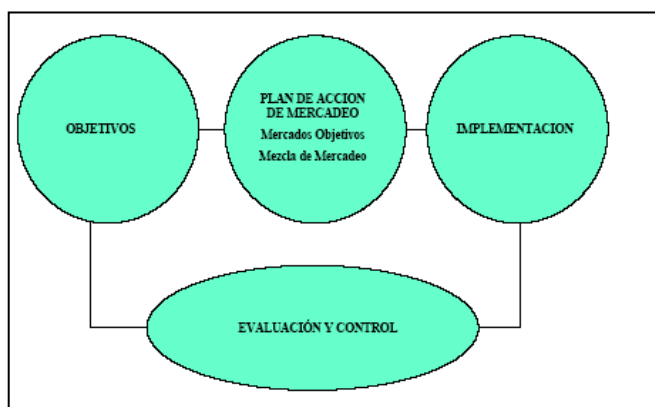 OBJETIVOS
PLAN DE ACCION
DE MERCADEO
Mercados Objetivos
Mezcla de Mercadeo
IMPLEMENTACION
EVALUACIÓN Y CONTROL